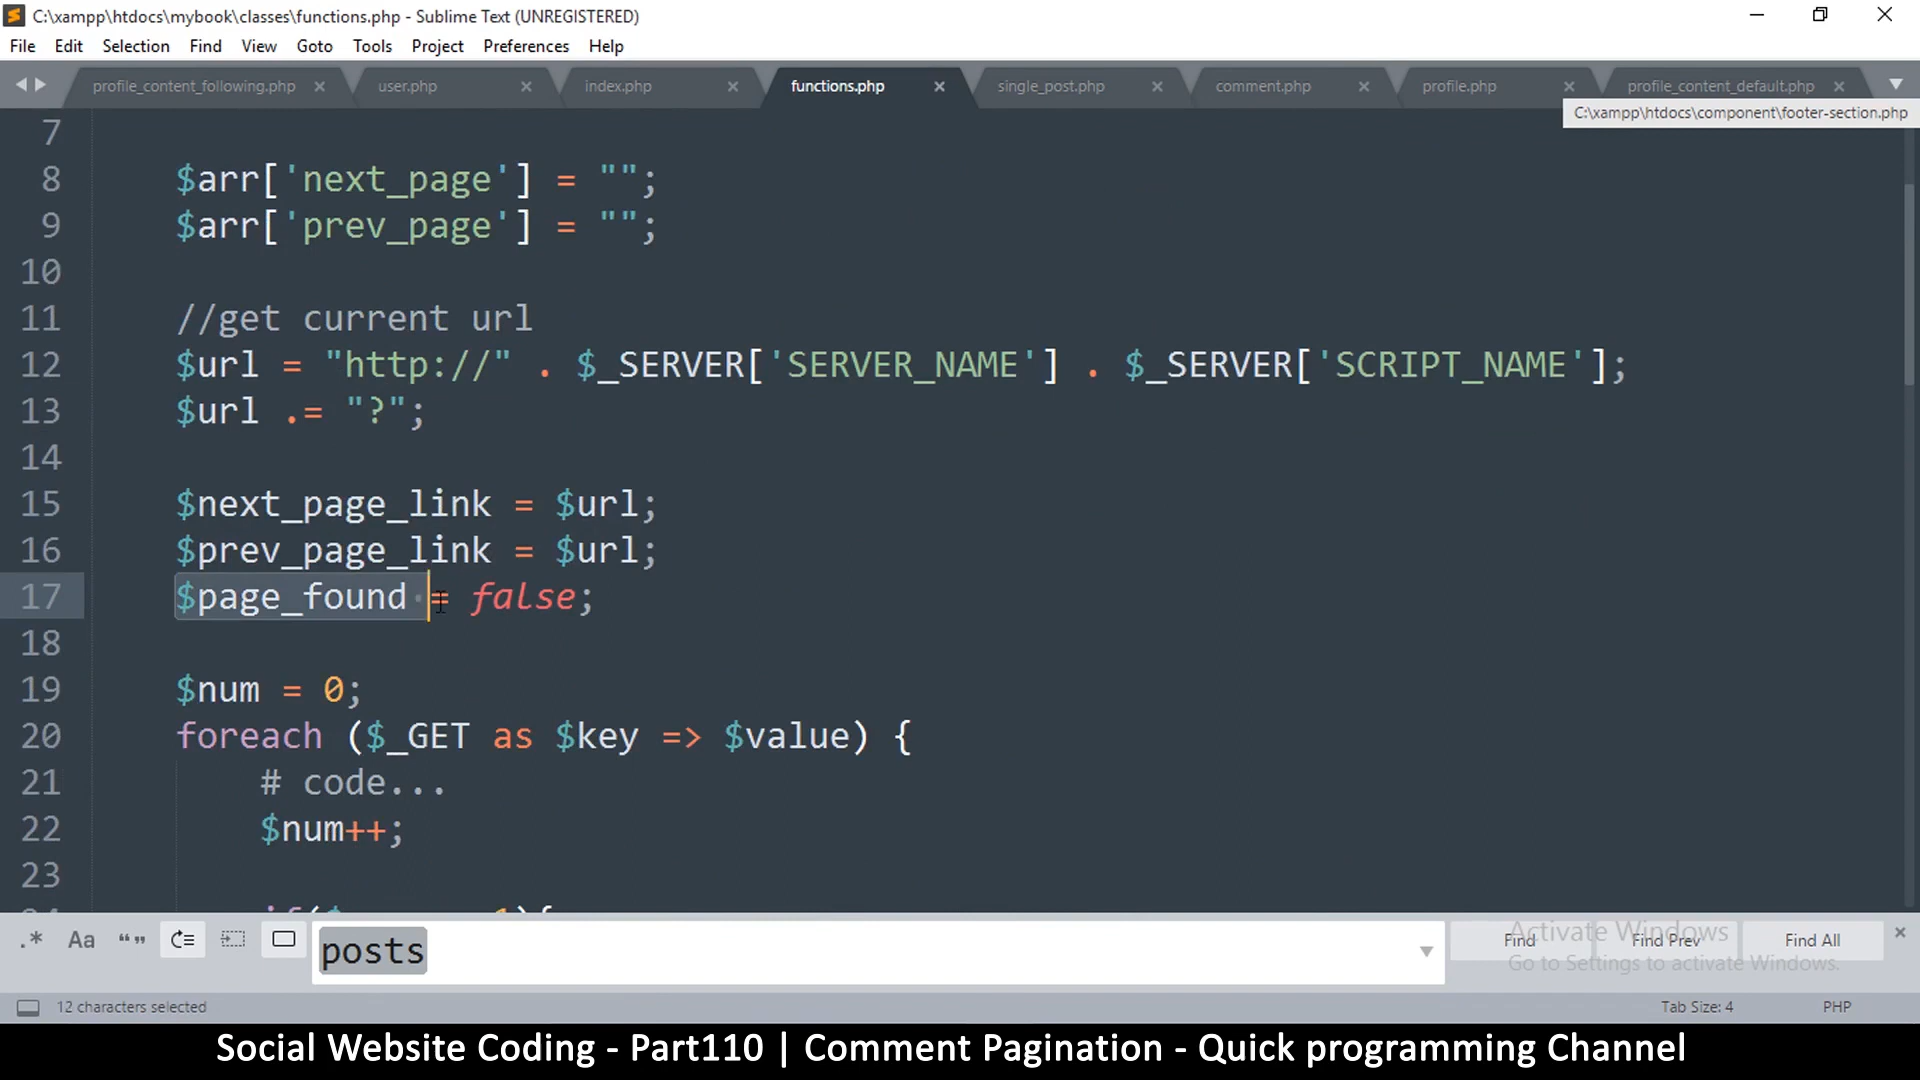 C:\xampp\htdocs\mybook\classes\functions.php - Sublime Text (UNREGISTERED)
File Edit Selection Find View Goto Tools Project Preferences Help
profile_content_following.php user.php index.php functions.php single_post.php comment.php profile.php profile_content_default.php
C:\xampp\htdocs\component\footer-section.php
7
8 $arr['next_page'] = "";
9 $arr['prev_page'] = "";
10
11 //get current url
12 $url = "http://" . $_SERVER['SERVER_NAME'] . $_SERVER['SCRIPT_NAME'];
13 $url .= "?";
14
15 $next_page_link = $url;
16 $prev_page_link = $url;
17 $page_found = false;
18
19 $num = 0;
20 foreach ($_GET as $key => $value) {
21 # code...
22 $num++;
23
.* Aa “” posts Find Find Prev Find All
Activate Windows
Go to Settings to activate Windows.
12 characters selected Tab Size: 4 PHP
Social Website Coding - Part110 | Comment Pagination - Quick programming Channel